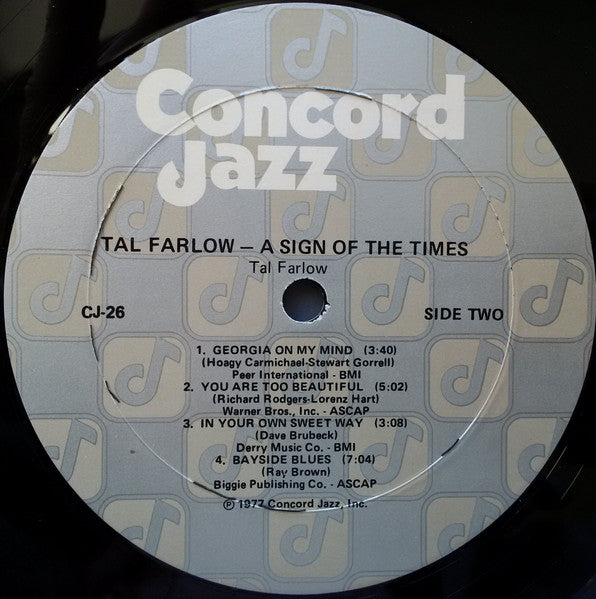 Concord
Jazz
TAL FARLOW — A SIGN OF THE TIMES
Tal Farlow
CJ-26
SIDE TWO
1. GEORGIA ON MY MIND (3:40)
(Hoagy Carmichael-Stewart Gorrell)
Peer International - BMI
2. YOU ARE TOO BEAUTIFUL (5:02)
(Richard Rodgers-Lorenz Hart)
Warner Bros., Inc. - ASCAP
3. IN YOUR OWN SWEET WAY (3:08)
(Dave Brubeck)
Derry Music Co. - BMI
4. BAYSIDE BLUES (7:04)
(Ray Brown)
Biggie Publishing Co. - ASCAP
℗ 1977 Concord Jazz, Inc.